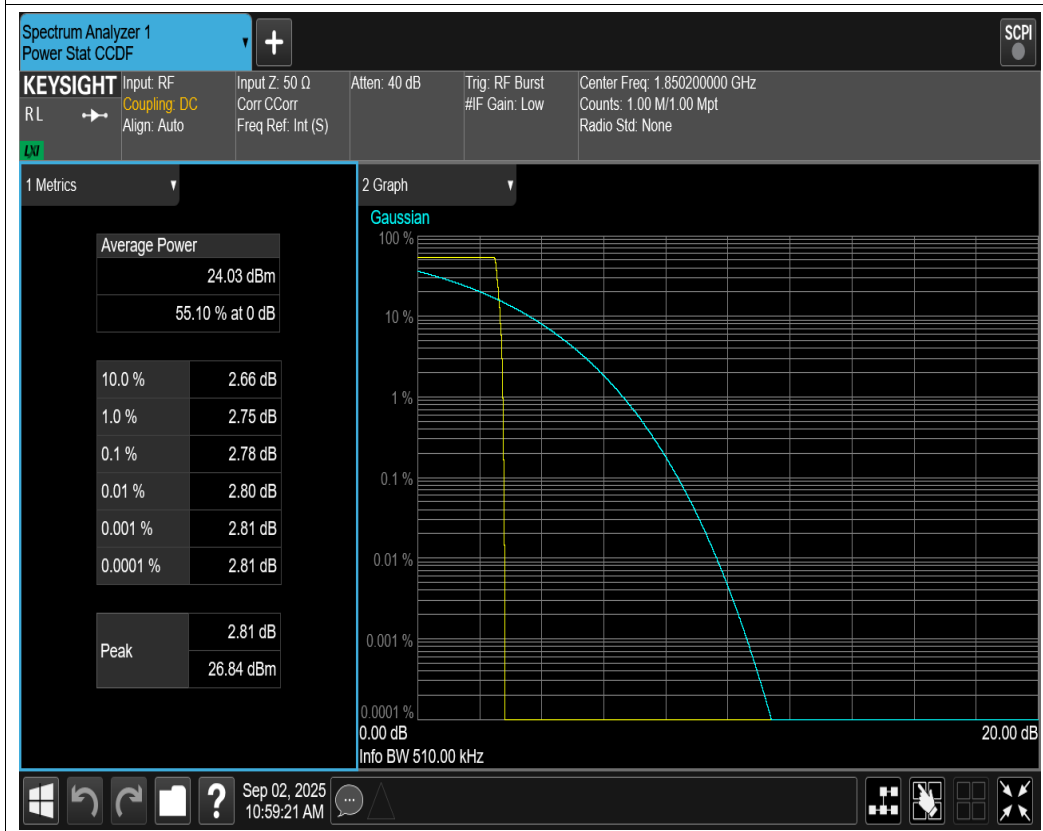 Spectrum Analyzer 1
Power Stat CCDF
SCPI
KEYSIGHT
RL
LXI
Input: RF
Coupling: DC
Align: Auto
Input Z: 50 Ω
Corr CCorr
Freq Ref: Int (S)
Atten: 40 dB
Trig: RF Burst
#IF Gain: Low
Center Freq: 1.850200000 GHz
Counts: 1.00 M/1.00 Mpt
Radio Std: None
1 Metrics
Average Power
24.03 dBm
55.10 % at 0 dB
10.0 % 2.66 dB
1.0 % 2.75 dB
0.1 % 2.78 dB
0.01 % 2.80 dB
0.001 % 2.81 dB
0.0001 % 2.81 dB
Peak
2.81 dB
26.84 dBm
2 Graph
Gaussian
100 %
10 %
1 %
0.1 %
0.01 %
0.001 %
0.0001 %
0.00 dB 20.00 dB
Info BW 510.00 kHz
?
Sep 02, 2025
10:59:21 AM